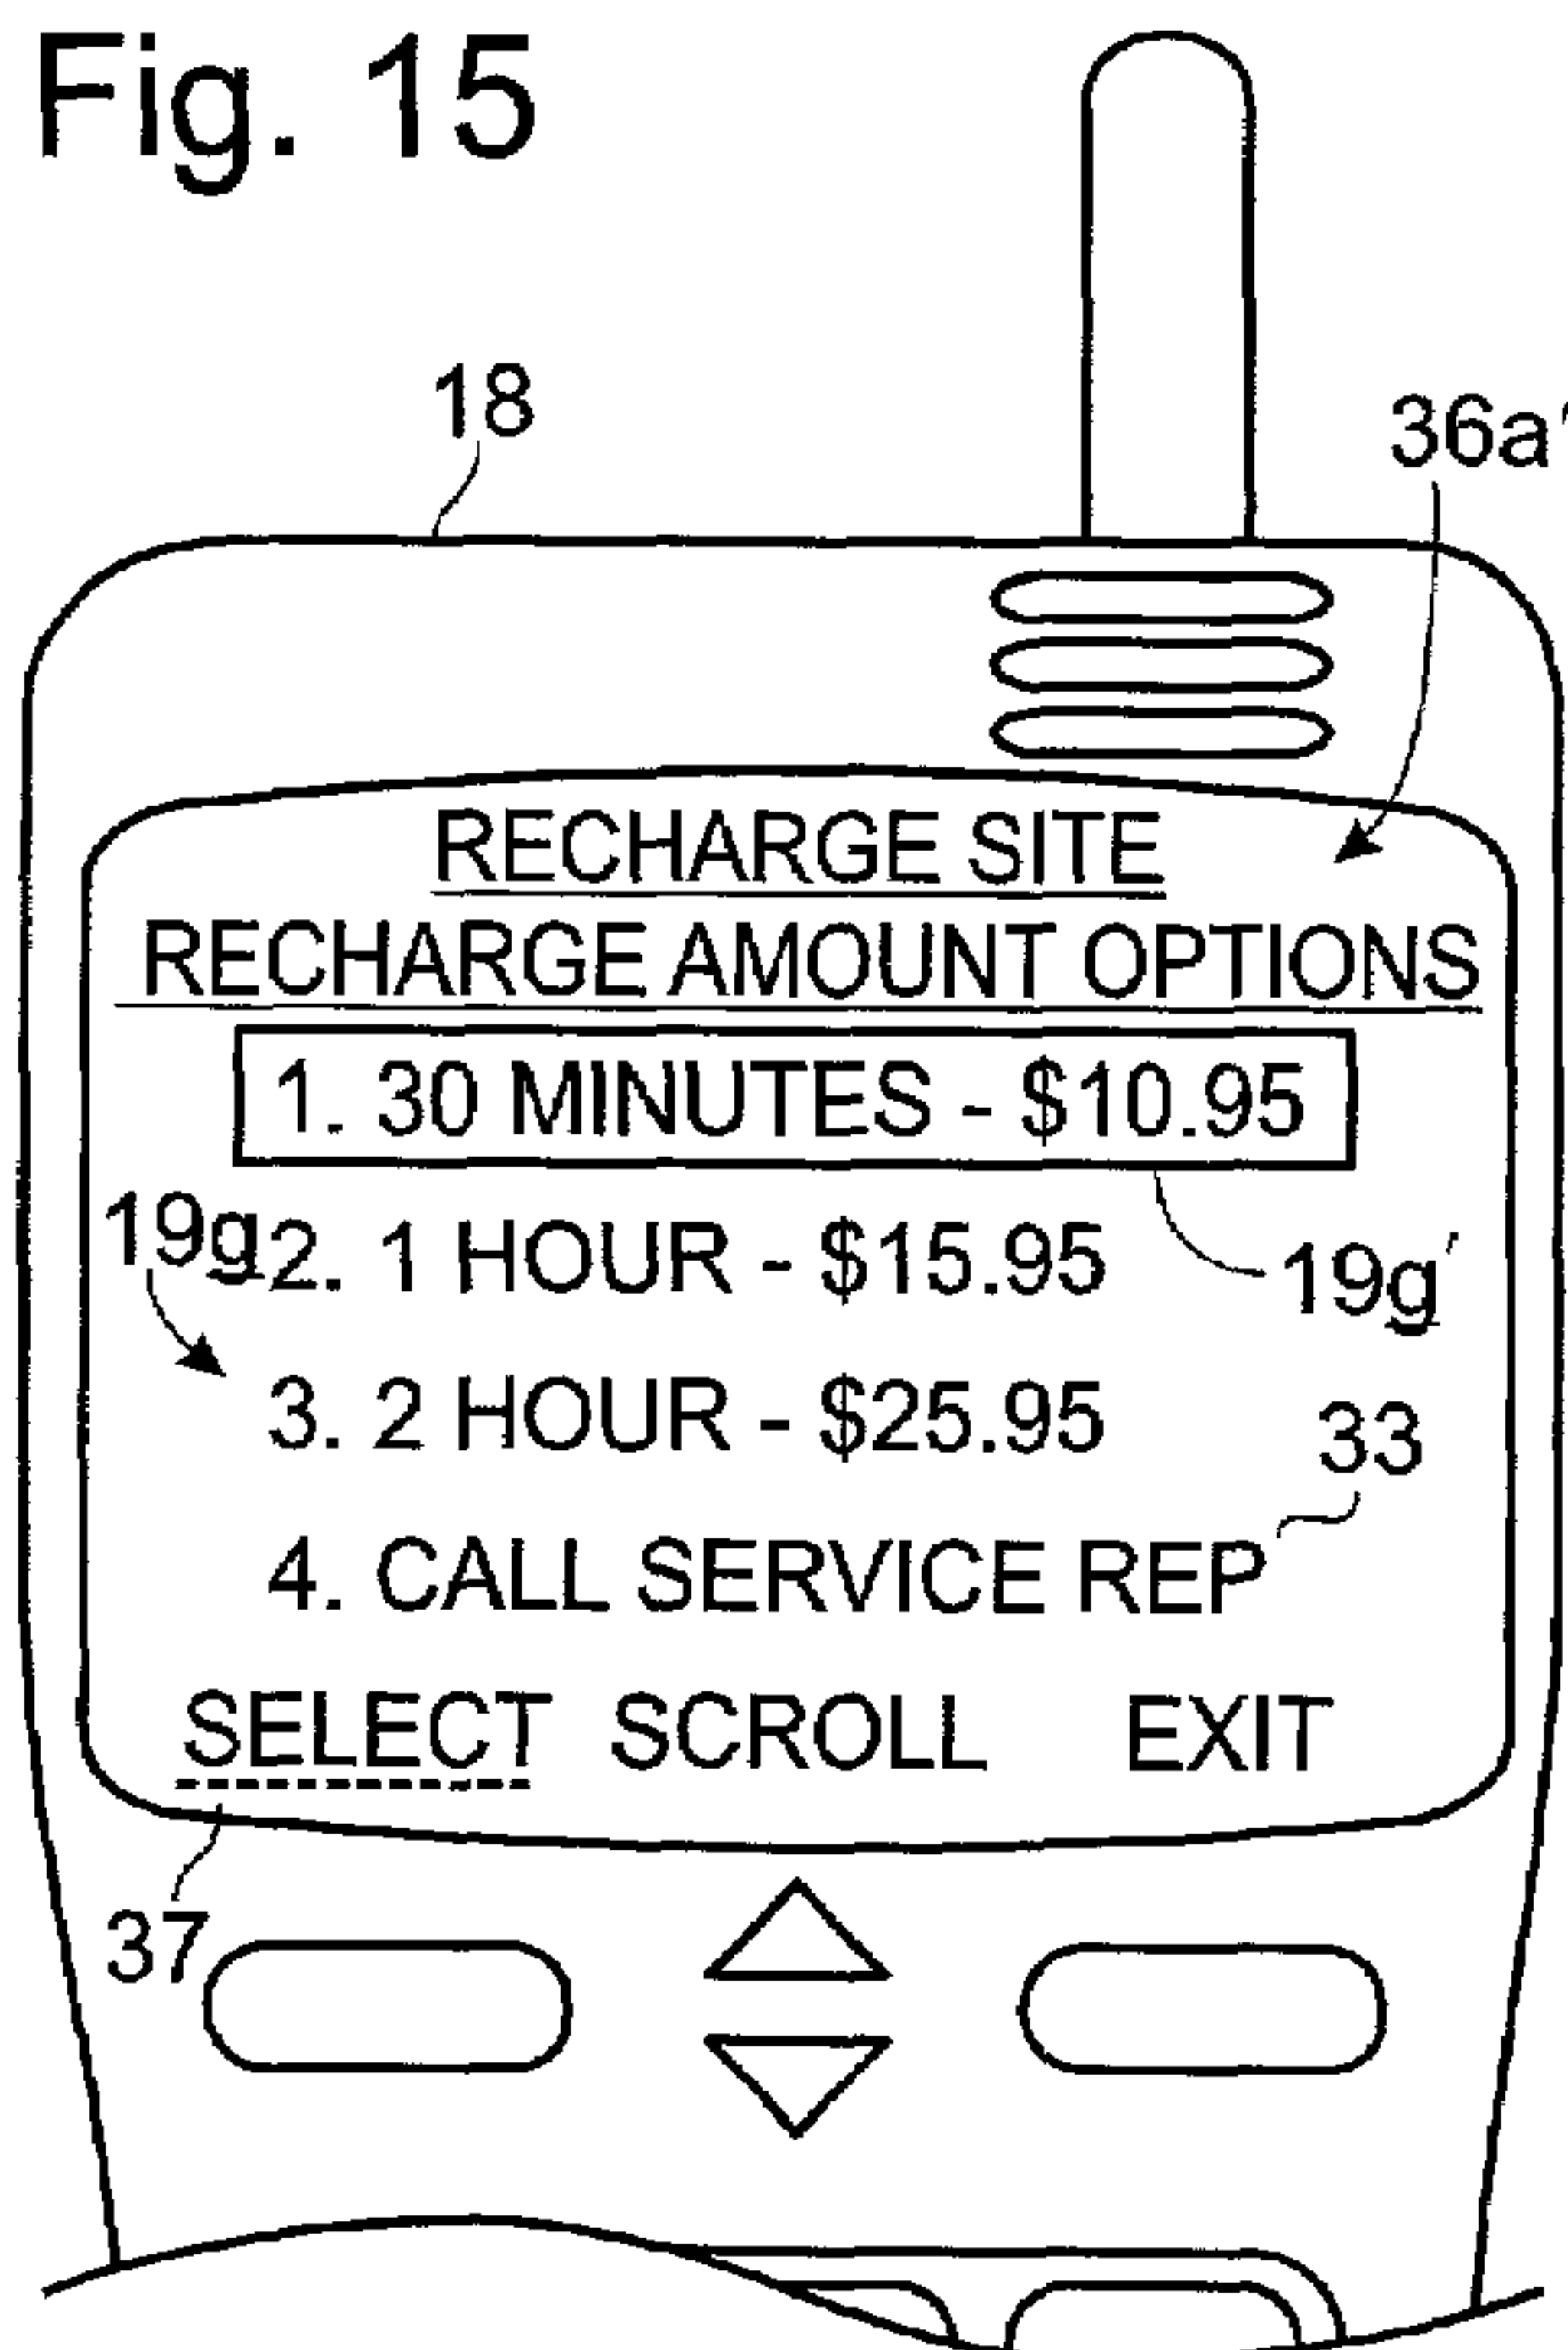 Fig. 15
18
36a'
RECHARGE SITE
RECHARGE AMOUNT OPTIONS
1. 30 MINUTES - $10.95
19g
2. 1 HOUR - $15.95
19g'
3. 2 HOUR - $25.95
33
4. CALL SERVICE REP
SELECT SCROLL EXIT
37